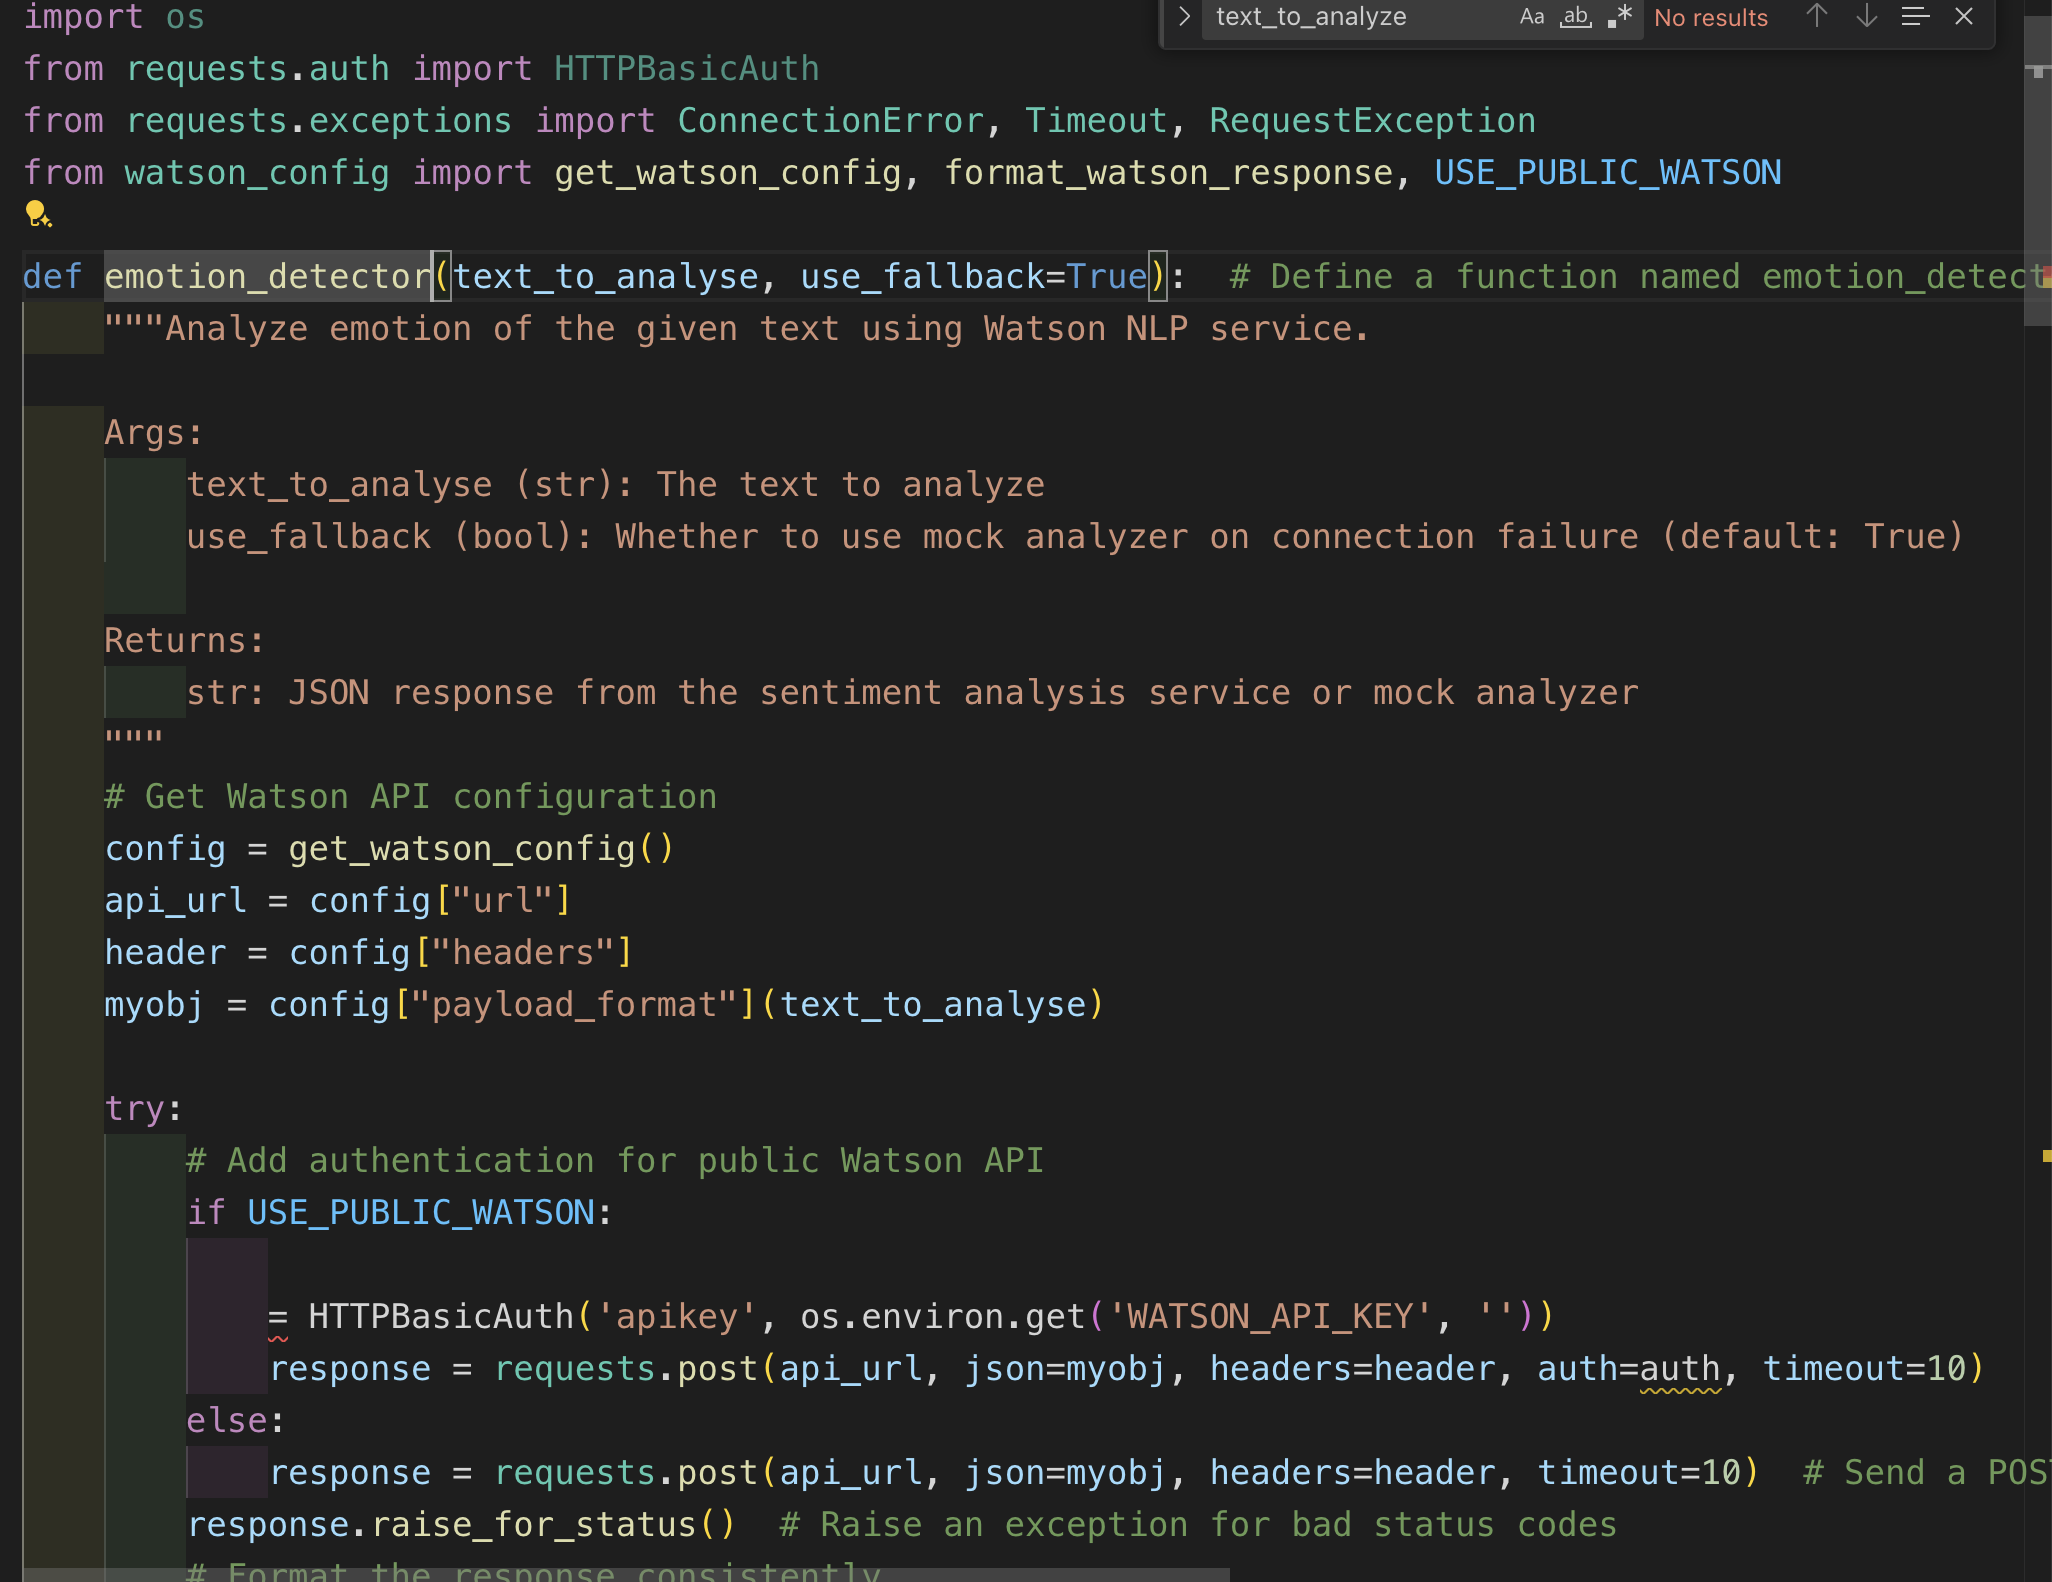 import os
text_to_analyze Aa ab .* No results
from requests.auth import HTTPBasicAuth
from requests.exceptions import ConnectionError, Timeout, RequestException
from watson_config import get_watson_config, format_watson_response, USE_PUBLIC_WATSON
def emotion_detector(text_to_analyse, use_fallback=True):  # Define a function named emotion_detect
"""Analyze emotion of the given text using Watson NLP service.
Args:
text_to_analyse (str): The text to analyze
use_fallback (bool): Whether to use mock analyzer on connection failure (default: True)
Returns:
str: JSON response from the sentiment analysis service or mock analyzer
"""
# Get Watson API configuration
config = get_watson_config()
api_url = config["url"]
header = config["headers"]
myobj = config["payload_format"](text_to_analyse)
try:
# Add authentication for public Watson API
if USE_PUBLIC_WATSON:
= HTTPBasicAuth('apikey', os.environ.get('WATSON_API_KEY', ''))
response = requests.post(api_url, json=myobj, headers=header, auth=auth, timeout=10)
else:
response = requests.post(api_url, json=myobj, headers=header, timeout=10)  # Send a POST
response.raise_for_status()  # Raise an exception for bad status codes
# Format the response consistently